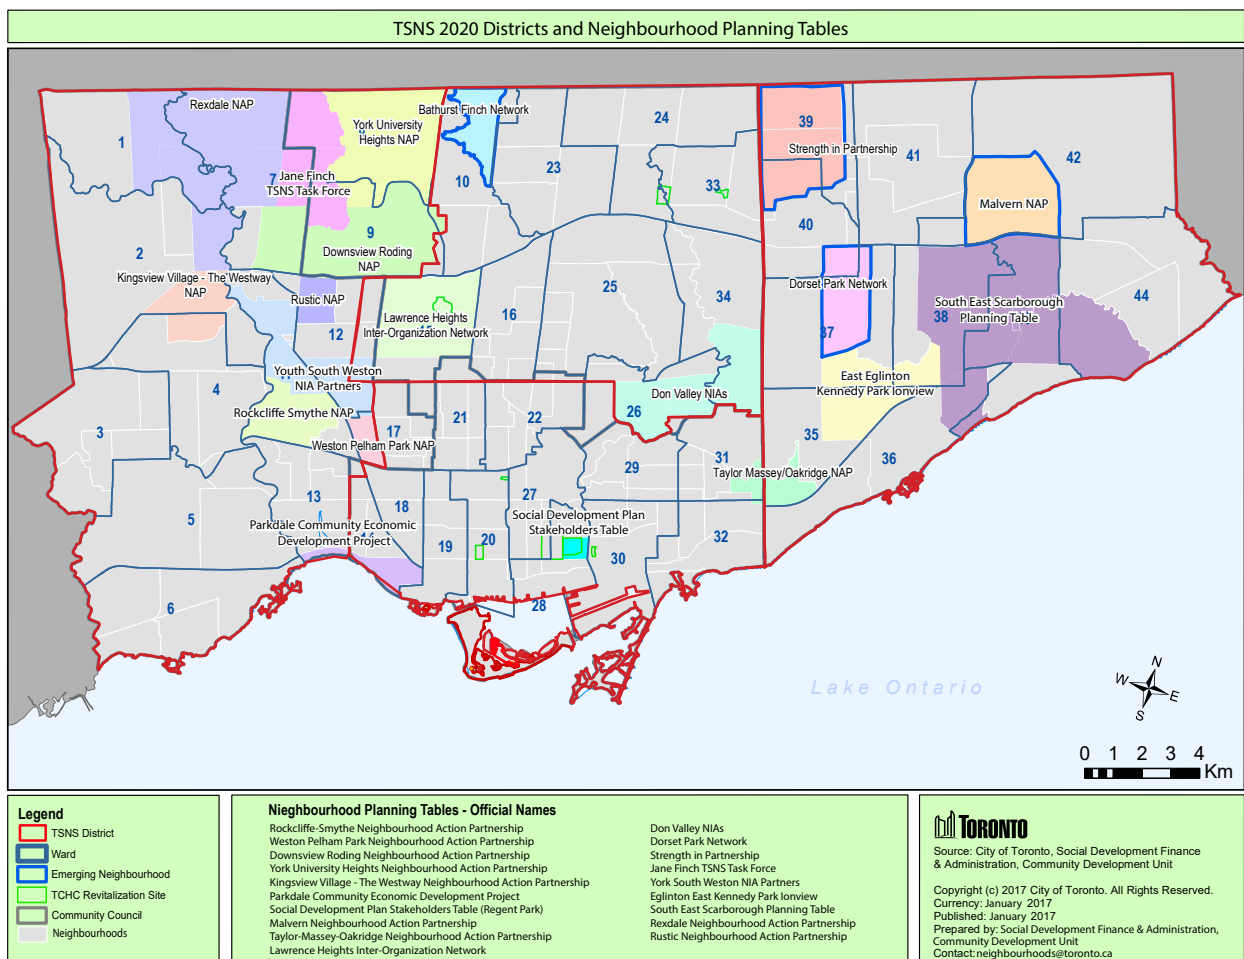 TSNS 2020 Districts and Neighbourhood Planning Tables
Rexdale NAP
1
York University
Heights NAP
8
Bathurst Finch Network
24
39
Strength in Partnership
41
42
7
Jane Finch
TSNS Task Force
10
23
33
Malvern NAP
2
9
Downsview Roding
NAP
40
Kingsview Village - The Westway
NAP
Rustic NAP
12
Lawrence Heights
15
Inter-Organization Network
16
25
34
Dorset Park Network
37
38
South East Scarborough
Planning Table
44
4
Youth South Weston
NIA Partners
Rockcliffe Smythe NAP
Weston Pelham Park NAP
17
21
22
26
Don Valley NIAs
East Eglinton
Kennedy Park Ionview
3
35
36
5
13
Parkdale Community Economic
Development Project
14
18
19
20
27
29
31
Taylor Massey/Oakridge NAP
Social Development Plan
Stakeholders Table
30
32
6
28
Lake Ontario
N
W
E
S
0 1 2 3 4
Km
Legend
TSNS District
Ward
Emerging Neighbourhood
TCHC Revitalization Site
Community Council
Neighbourhoods
Nieghbourhood Planning Tables - Official Names
Rockcliffe-Smythe Neighbourhood Action Partnership
Weston Pelham Park Neighbourhood Action Partnership
Downsview Roding Neighbourhood Action Partnership
York University Heights Neighbourhood Action Partnership
Kingsview Village - The Westway Neighbourhood Action Partnership
Parkdale Community Economic Development Project
Social Development Plan Stakeholders Table (Regent Park)
Malvern Neighbourhood Action Partnership
Taylor-Massey-Oakridge Neighbourhood Action Partnership
Lawrence Heights Inter-Organization Network
Don Valley NIAs
Dorset Park Network
Strength in Partnership
Jane Finch TSNS Task Force
York South Weston NIA Partners
Eglinton East Kennedy Park Ionview
South East Scarborough Planning Table
Rexdale Neighbourhood Action Partnership
Rustic Neighbourhood Action Partnership
TORONTO
Source: City of Toronto, Social Development Finance
& Administration, Community Development Unit
Copyright (c) 2017 City of Toronto. All Rights Reserved.
Currency: January 2017
Published: January 2017
Prepared by: Social Development Finance & Administration,
Community Development Unit
Contact: neighbourhoods@toronto.ca